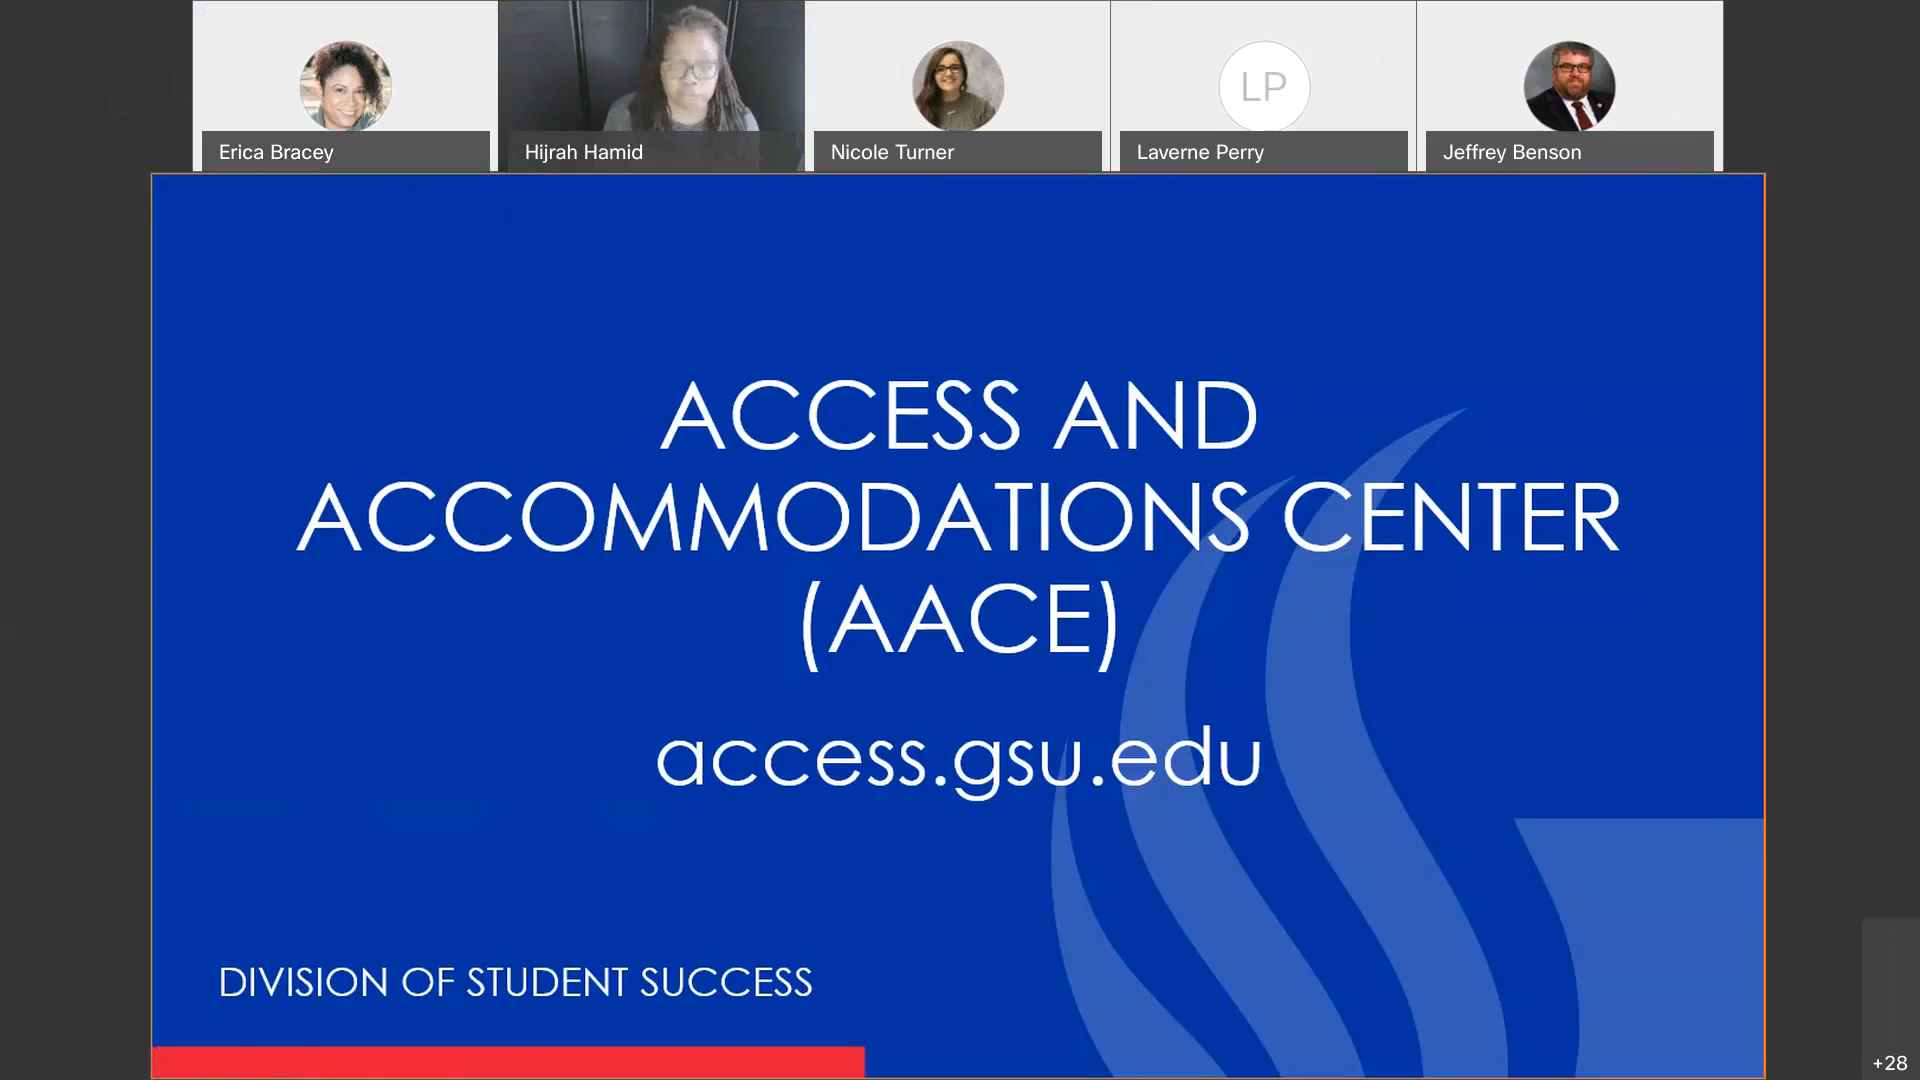 Erica Bracey
Hijrah Hamid
Nicole Turner
LP
Laverne Perry
Jeffrey Benson
ACCESS AND
ACCOMMODATIONS CENTER
(AACE)
access.gsu.edu
DIVISION OF STUDENT SUCCESS
+28